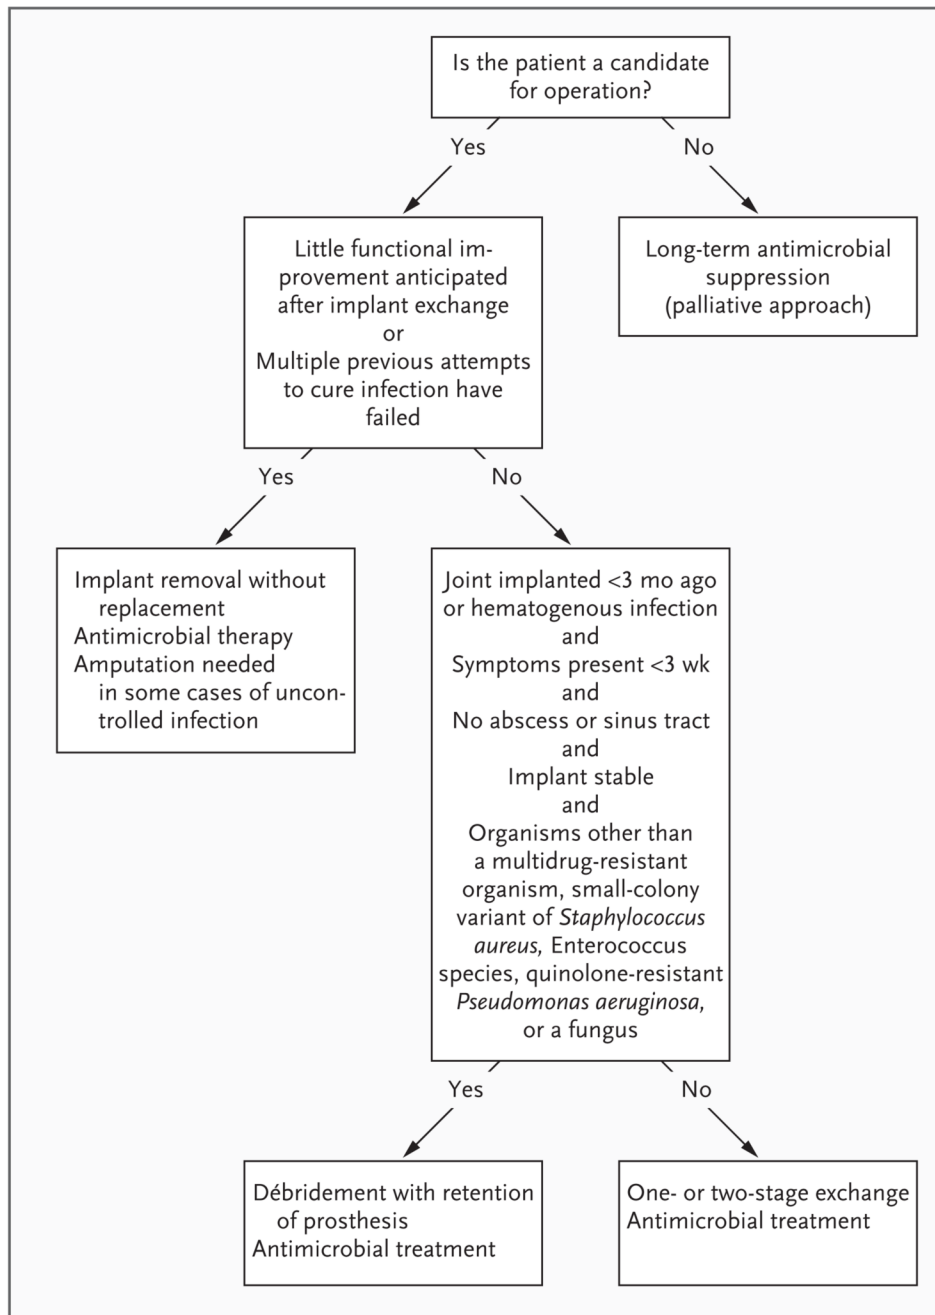 Is the patient a candidate
for operation?
Yes
No
Little functional im-
provement anticipated
after implant exchange
or
Multiple previous attempts
to cure infection have
failed
Long-term antimicrobial
suppression
(palliative approach)
Yes
No
Implant removal without
replacement
Antimicrobial therapy
Amputation needed
in some cases of uncon-
trolled infection
Joint implanted <3 mo ago
or hematogenous infection
and
Symptoms present <3 wk
and
No abscess or sinus tract
and
Implant stable
and
Organisms other than
a multidrug-resistant
organism, small-colony
variant of Staphylococcus
aureus, Enterococcus
species, quinolone-resistant
Pseudomonas aeruginosa,
or a fungus
Yes
No
Débridement with retention
of prosthesis
Antimicrobial treatment
One- or two-stage exchange
Antimicrobial treatment